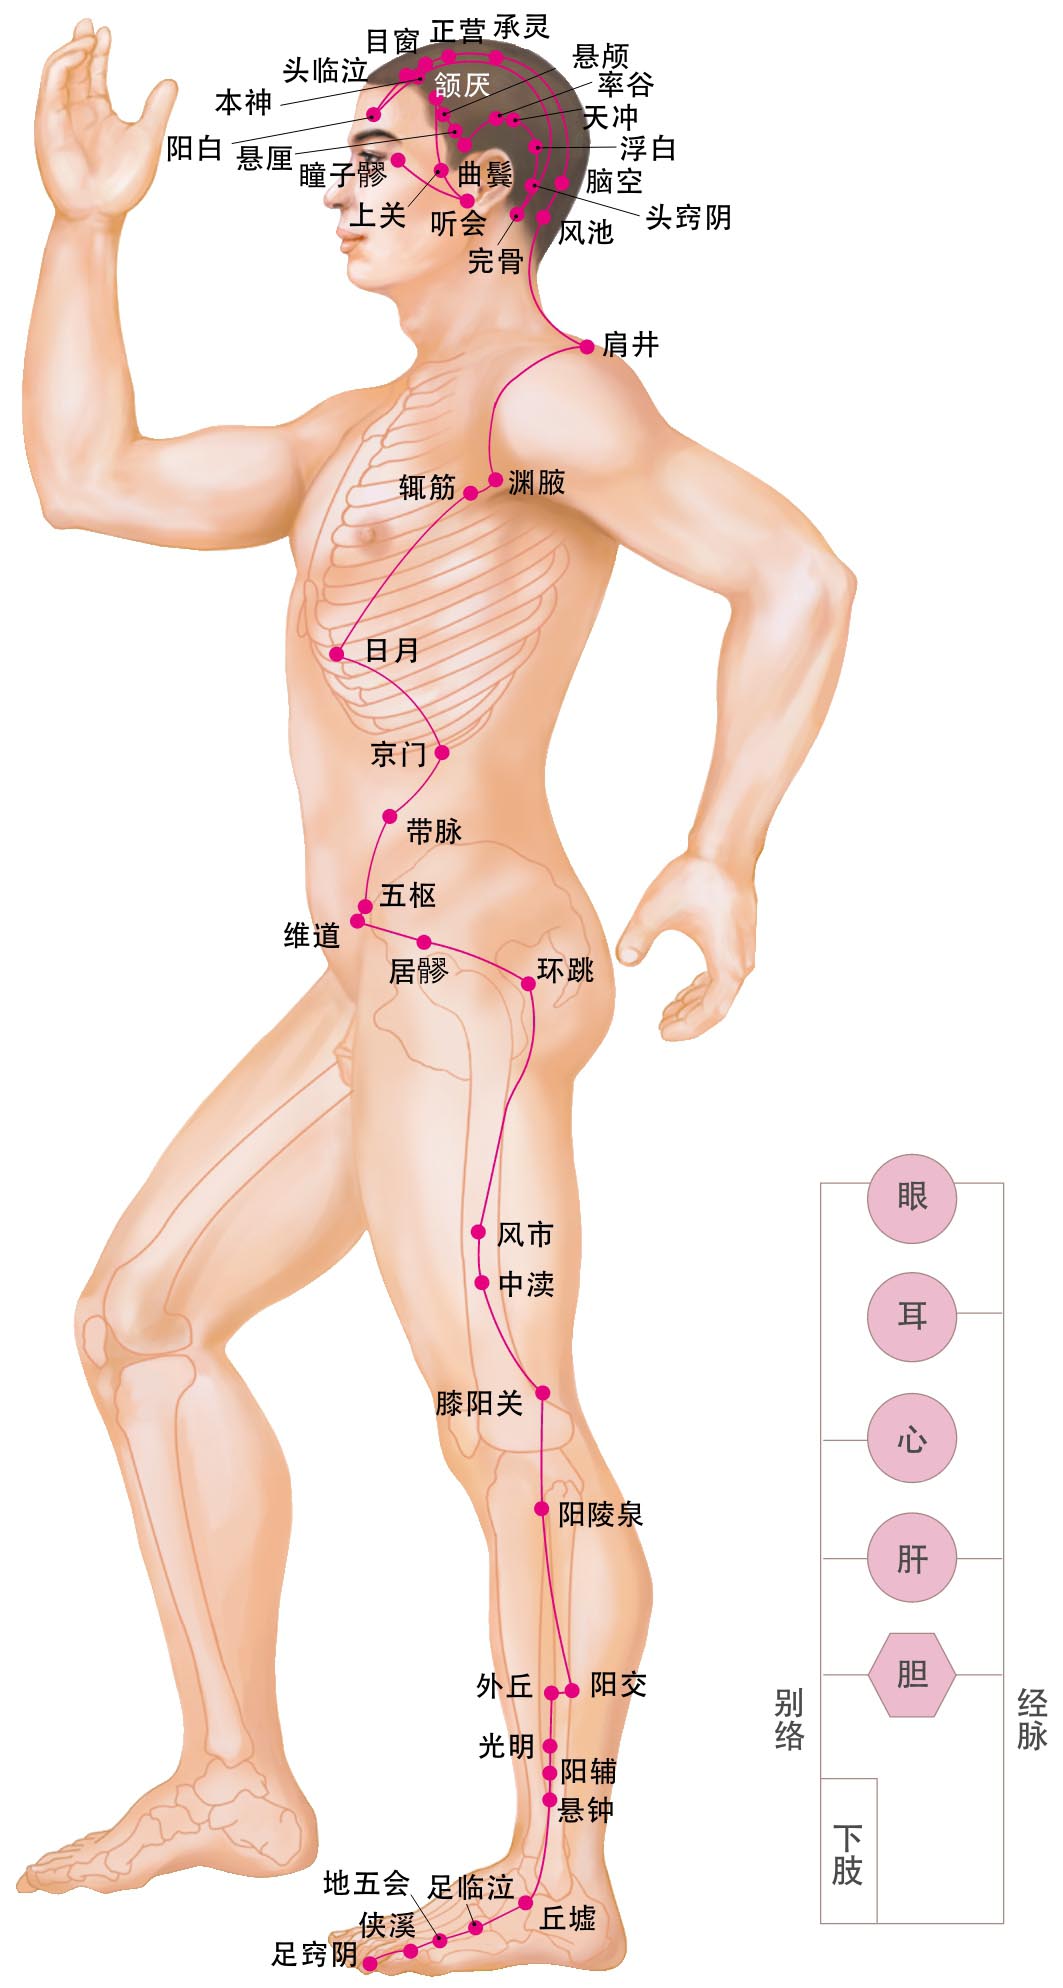 承灵
正营
目窗
悬颅
头临泣
颔厌
率谷
本神
天冲
阳白
悬厘
浮白
瞳子髎
曲鬓
脑空
上关
听会
头窍阴
风池
完骨
肩井
辄筋
渊腋
日月
京门
带脉
五枢
维道
居髎
环跳
风市
中渎
膝阳关
阳陵泉
外丘
阳交
光明
阳辅
悬钟
地五会
足临泣
侠溪
丘墟
足窍阴
眼
耳
心
肝
胆
别络
经脉
下肢